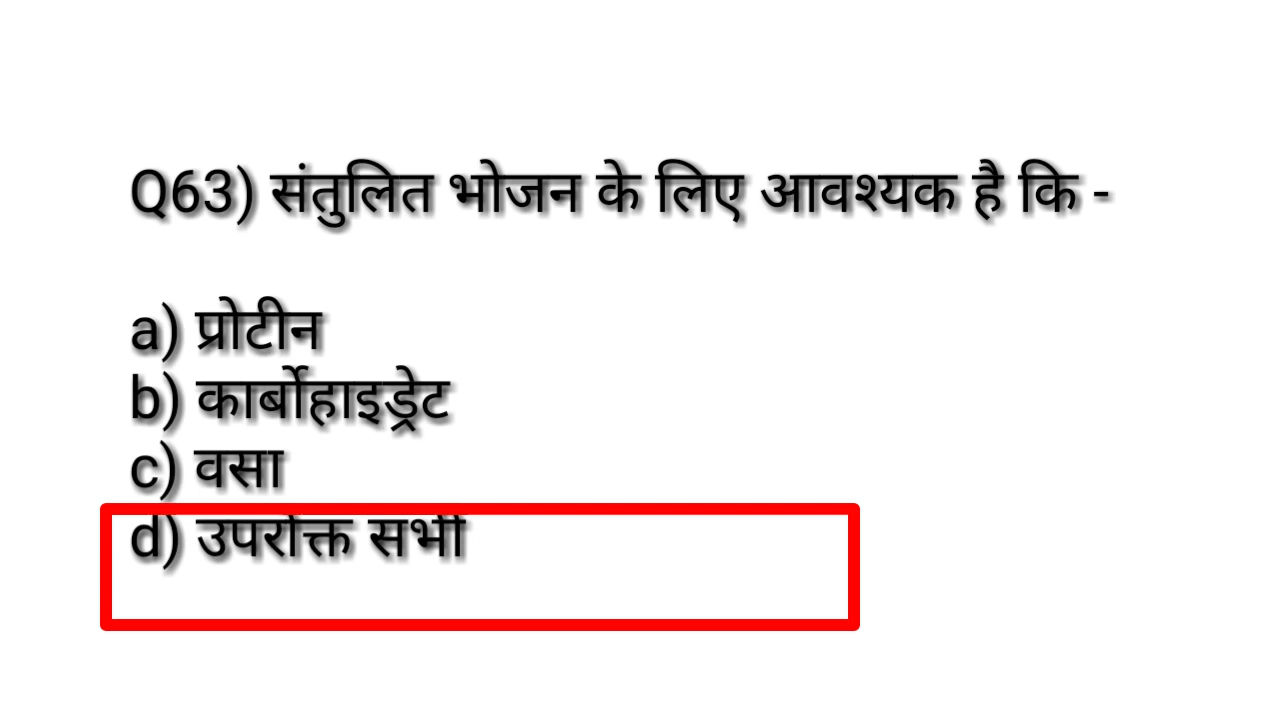 Q63) संतुलित भोजन के लिए आवश्यक है कि -
a) प्रोटीन
b) कार्बोहाइड्रेट
c) वसा
d) उपरोक्त सभी